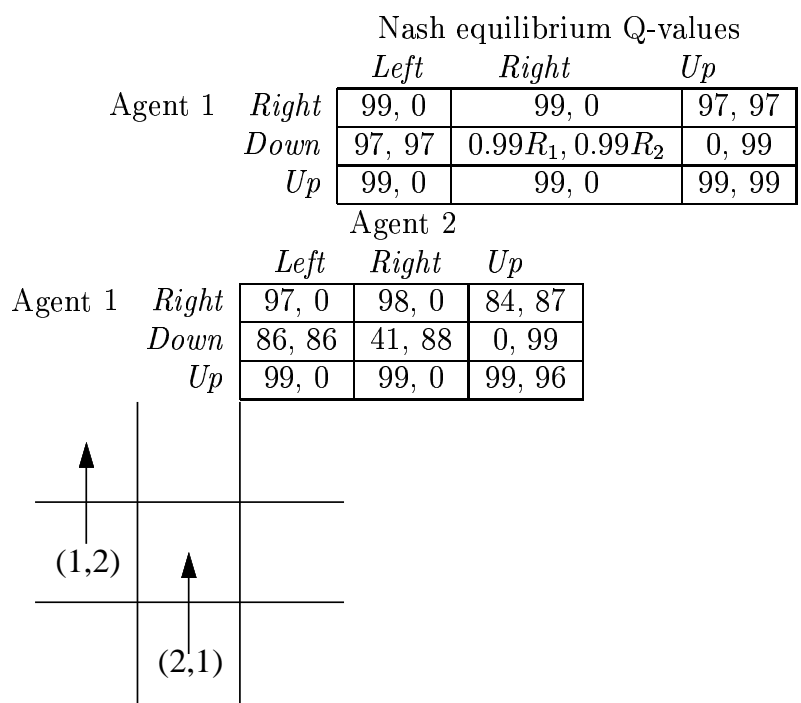 Nash equilibrium Q-values
Left Right Up
Agent 1 Right 99, 0 99, 0 97, 97
Down 97, 97 0.99R₁, 0.99R₂ 0, 99
Up 99, 0 99, 0 99, 99
Agent 2
Left Right Up
Agent 1 Right 97, 0 98, 0 84, 87
Down 86, 86 41, 88 0, 99
Up 99, 0 99, 0 99, 96
(1,2)
(2,1)